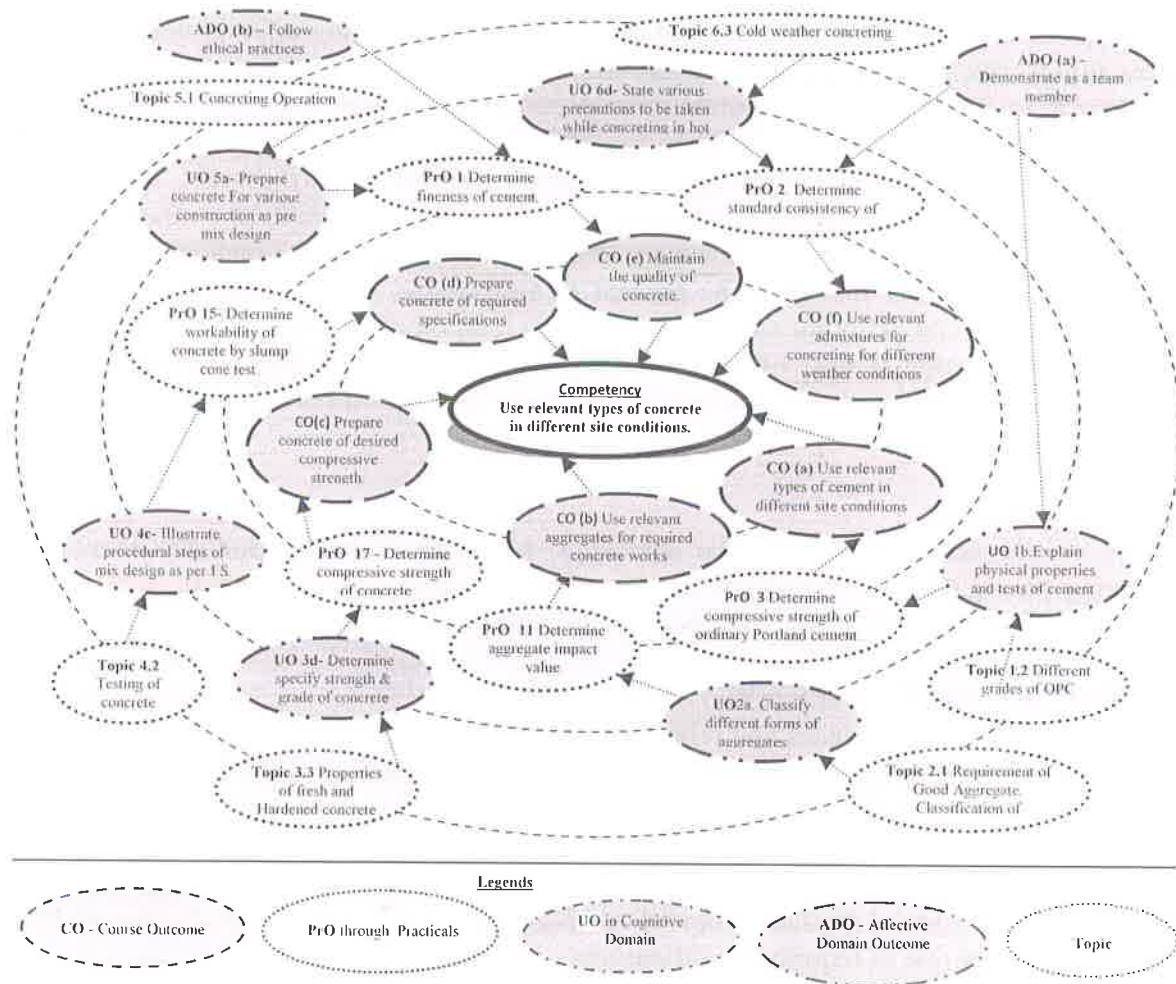 ADO (b) – Follow
ethical practices
Topic 6.3 Cold weather concreting
ADO (a) -
Demonstrate as a team
member
Topic 5.1 Concreting Operation
UO 6d- State various
precautions to be taken
while concreting in hot
UO 5a- Prepare
concrete For various
construction as pre
mix design
PrO 1 Determine
fineness of cement.
PrO 2 Determine
standard consistency of
CO (e) Maintain
the quality of
concrete.
CO (d) Prepare
concrete of required
specifications
PrO 15- Determine
workability of
concrete by slump
cone test
CO (f) Use relevant
admixtures for
concreting for different
weather conditions
Competency
Use relevant types of concrete
in different site conditions.
CO(c) Prepare
concrete of desired
compressive
strength
CO (a) Use relevant
types of cement in
different site conditions
CO (b) Use relevant
aggregates for required
concrete works
UO 4c- Illustrate
procedural steps of
mix design as per I.S.
PrO 17 - Determine
compressive strength
of concrete
UO 1b.Explain
physical properties
and tests of cement
PrO 3 Determine
compressive strength of
ordinary Portland cement
PrO 11 Determine
aggregate impact
value
Topic 4.2
Testing of
concrete
UO 3d- Determine
specify strength &
grade of concrete
Topic 1.2 Different
grades of OPC
UO2a. Classify
different forms of
aggregates
Topic 3.3 Properties
of fresh and
Hardened concrete
Topic 2.1 Requirement of
Good Aggregate.
Classification of
Legends
CO - Course Outcome
PrO through Practicals
UO in Cognitive
Domain
ADO - Affective
Domain Outcome
Topic